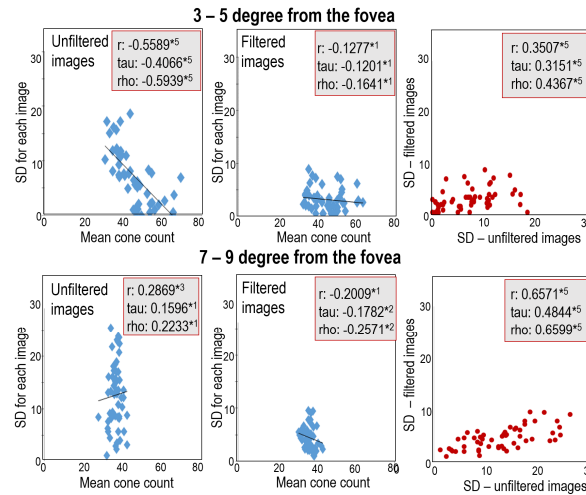 3 – 5 degree from the fovea
Unfiltered
images
r: -0.5589*5
tau: -0.4066*5
rho: -0.5939*5
SD for each image
30
20
10
0
0 20 40 60 80
Mean cone count
Filtered
images
r: -0.1277*1
tau: -0.1201*1
rho: -0.1641*1
SD for each image
30
20
10
0
0 20 40 60 80
Mean cone count
r: 0.3507*5
tau: 0.3151*5
rho: 0.4367*5
SD – filtered images
30
20
10
0
0 10 20 30
SD – unfiltered images
7 – 9 degree from the fovea
Unfiltered
images
r: 0.2869*3
tau: 0.1596*1
rho: 0.2233*1
SD for each image
30
20
10
0
0 20 40 60 80
Mean cone count
Filtered
images
r: -0.2009*1
tau: -0.1782*2
rho: -0.2571*2
SD for each image
30
20
10
0
0 20 40 60 80
0
Mean cone count
r: 0.6571*5
tau: 0.4844*5
rho: 0.6599*5
SD – filtered images
30
20
10
0
0 10 20 30
SD – unfiltered images